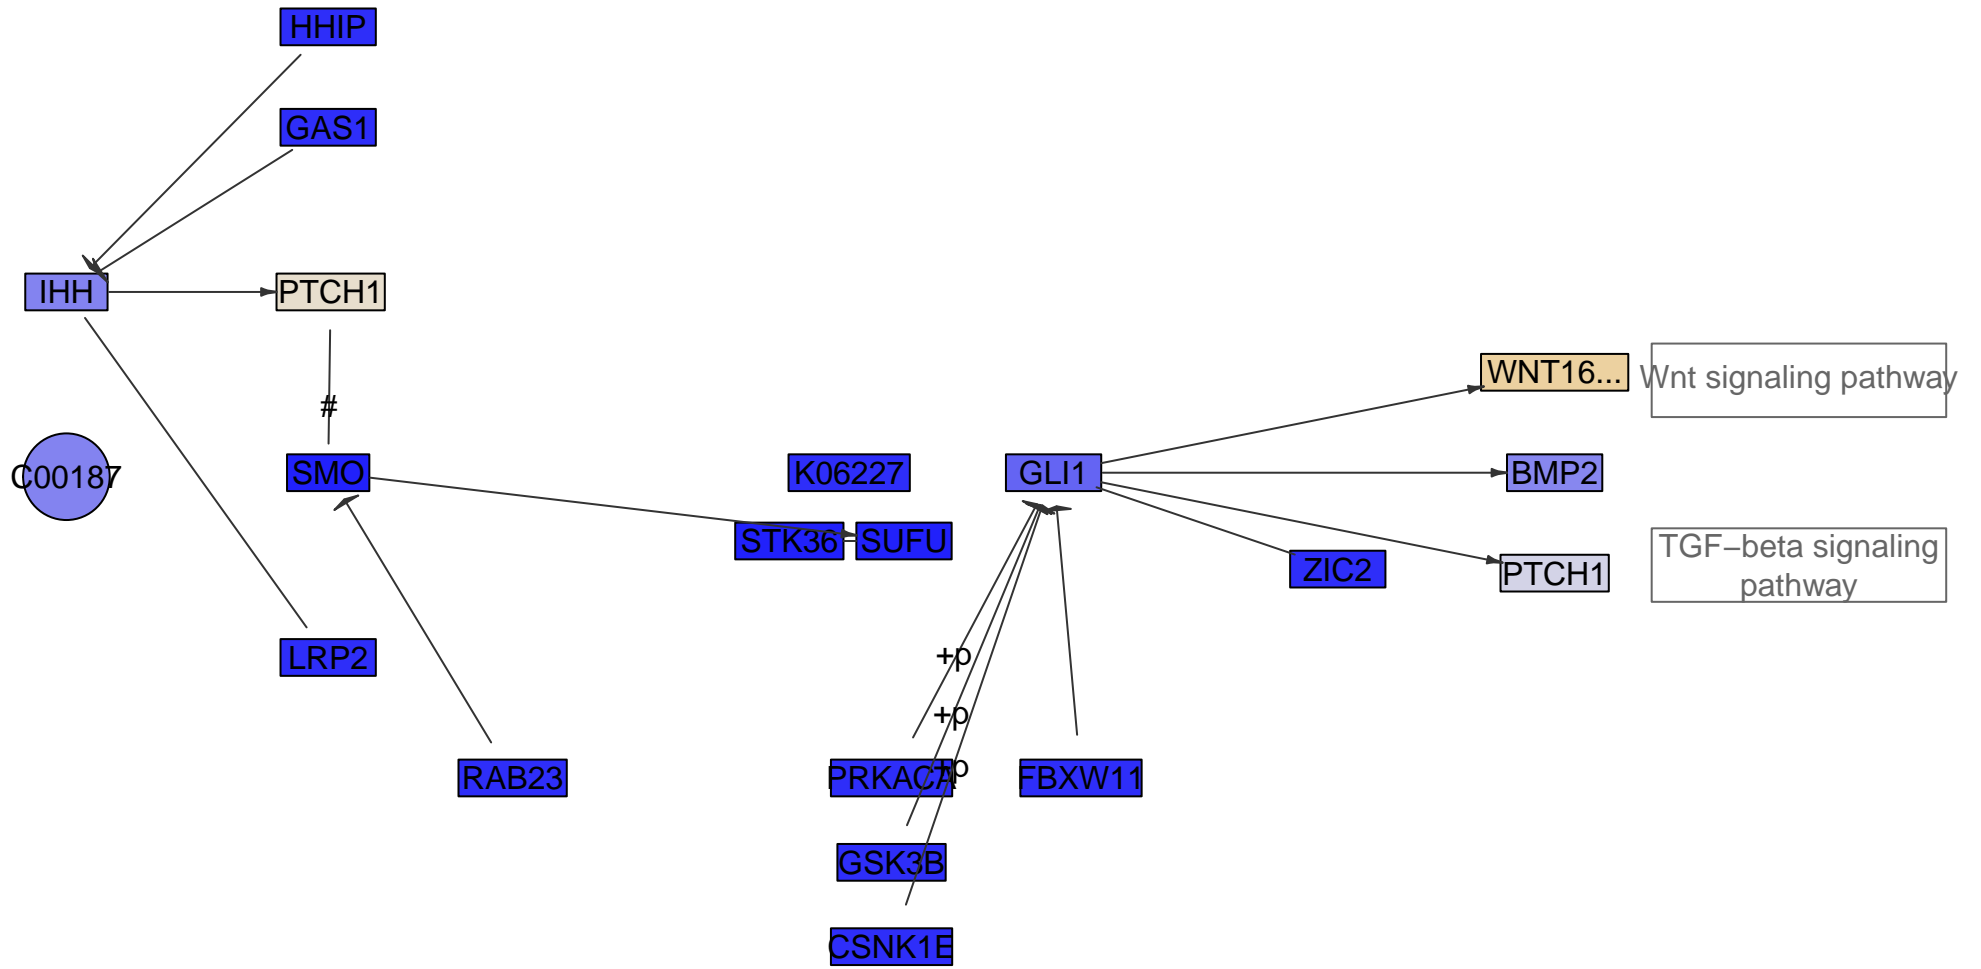 HHIP
GAS1
IHH
PTCH1
#
WNT16...
Wnt signaling pathway
C00187
SMO
K06227
GLI1
BMP2
STK36
SUFU
ZIC2
PTCH1
TGF−beta signaling
pathway
LRP2
+p
+p
+p
RAB23
PRKACA
FBXW11
GSK3B
CSNK1E